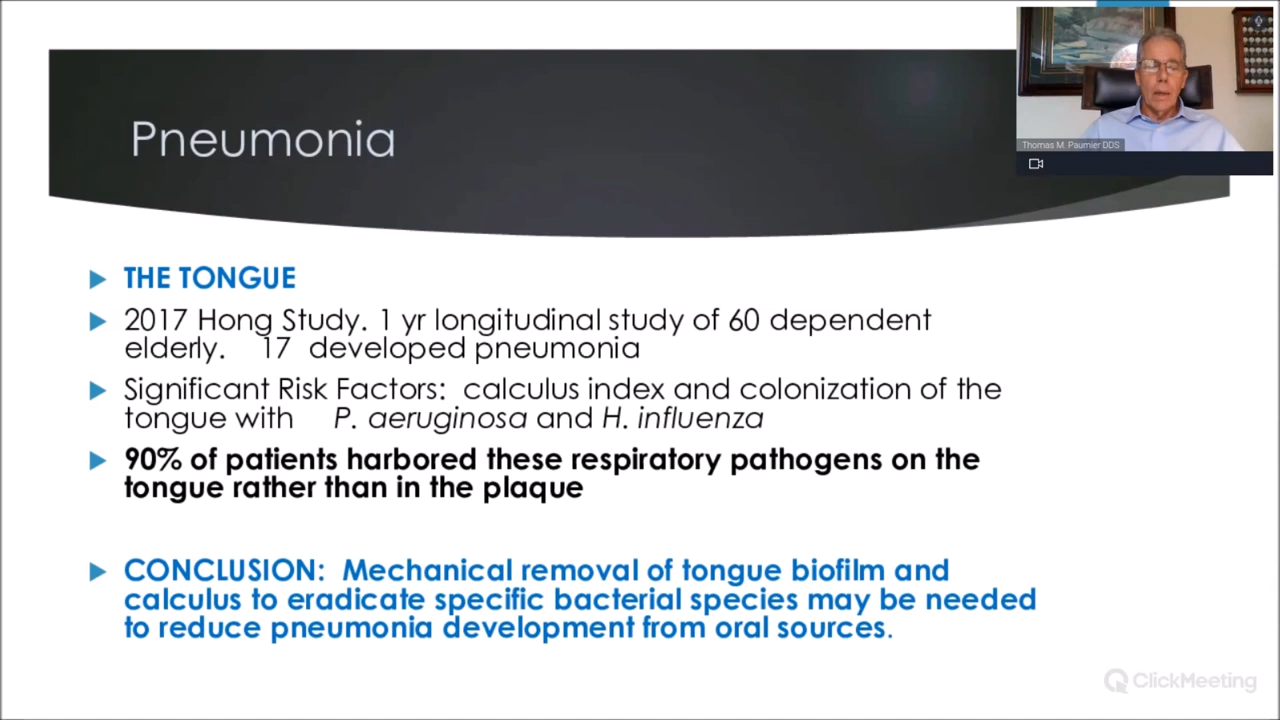 Pneumonia
Thomas M. Paumier DDS
THE TONGUE
2017 Hong Study. 1 yr longitudinal study of 60 dependent
elderly. 17 developed pneumonia
Significant Risk Factors: calculus index and colonization of the
tongue with P. aeruginosa and H. influenza
90% of patients harbored these respiratory pathogens on the
tongue rather than in the plaque
CONCLUSION: Mechanical removal of tongue biofilm and
calculus to eradicate specific bacterial species may be needed
to reduce pneumonia development from oral sources.
ClickMeeting